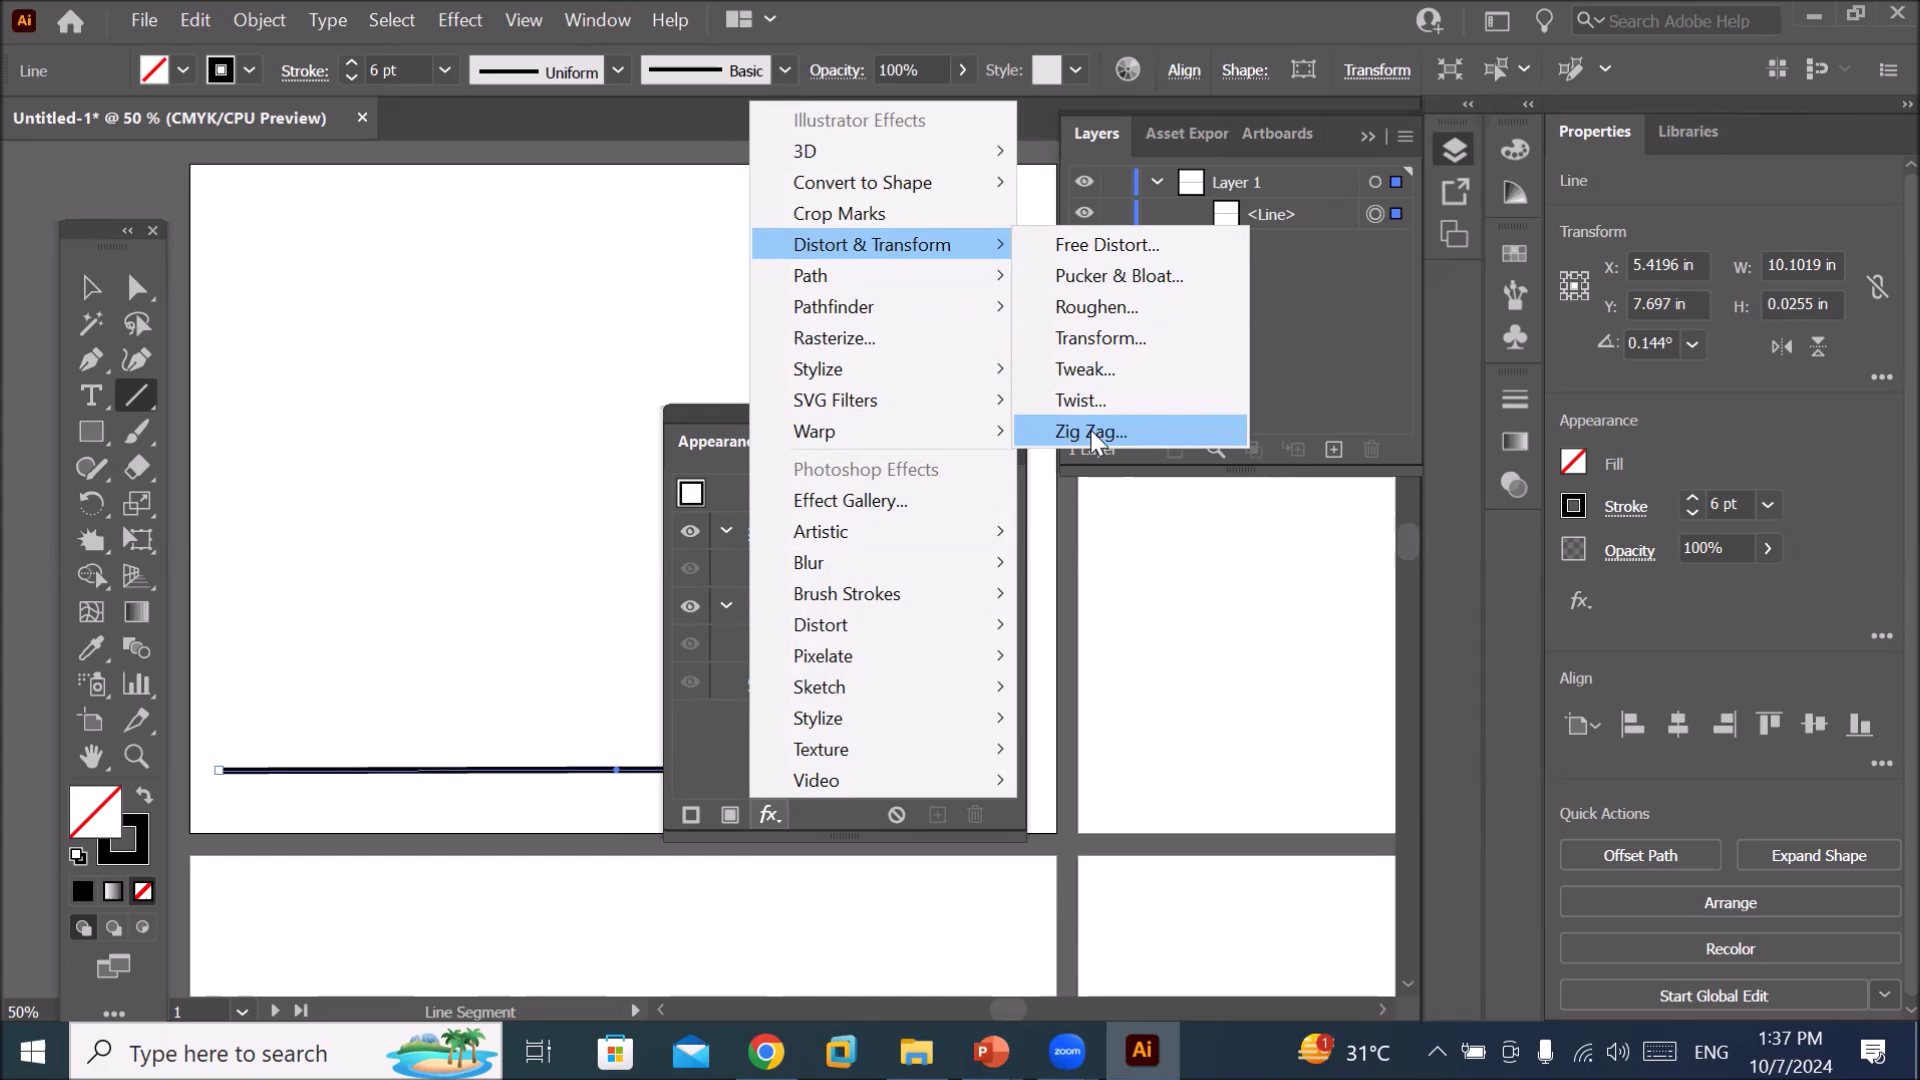 Ai File Edit Object Type Select Effect View Window Help Search Adobe Help
Line Stroke: 6 pt Uniform Basic Opacity: 100% Style: Align Shape: Transform
Untitled-1* @ 50 % (CMYK/CPU Preview)
Illustrator Effects
3D
Convert to Shape
Crop Marks
Distort & Transform
Path
Pathfinder
Rasterize...
Stylize
SVG Filters
Warp
Photoshop Effects
Effect Gallery...
Artistic
Blur
Brush Strokes
Distort
Pixelate
Sketch
Stylize
Texture
Video
Free Distort...
Pucker & Bloat...
Roughen...
Transform...
Tweak...
Twist...
Zig Zag...
Appearanc
fx
Layers Asset Expor Artboards
Layer 1
<Line>
Properties Libraries
Line
Transform
X: 5.4196 in W: 10.1019 in
Y: 7.697 in H: 0.0255 in
0.144°
Appearance
Fill
Stroke 6 pt
Opacity 100%
fx
Align
Quick Actions
Offset Path Expand Shape
Arrange
Recolor
Start Global Edit
50% 1 Line Segment
Type here to search zoom Ai 1 31°C ENG 1:37 PM
10/7/2024